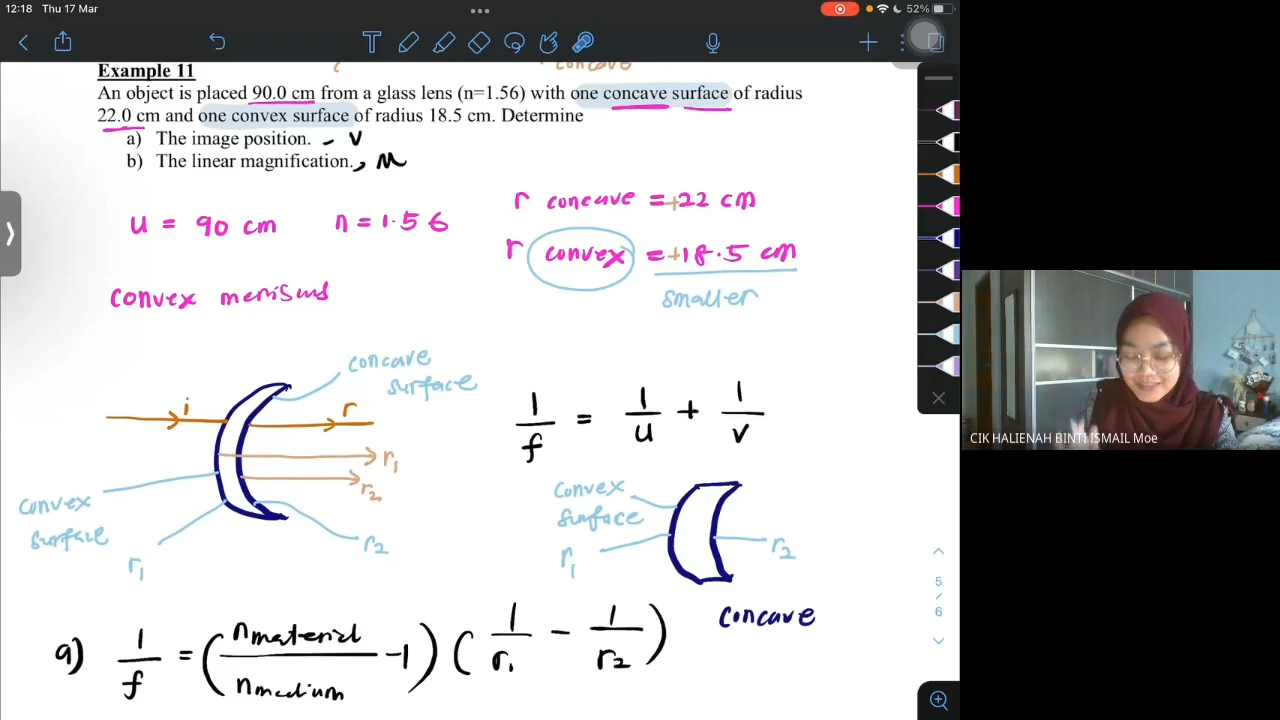 12:18 Thu 17 Mar
52%
concave
Example 11
An object is placed 90.0 cm from a glass lens (n=1.56) with one concave surface of radius
22.0 cm and one convex surface of radius 18.5 cm. Determine
a) The image position. - v
b) The linear magnification. , M
r concave = +22 cm
u = 90 cm n = 1.56
r convex = +18.5 cm
smaller
convex meniscus
concave
surface
i
r
r1
r2
convex
surface
r1
r2
1/f = 1/u + 1/v
convex
surface
r1
r2
concave
a) 1/f = (nmaterial/nmedium - 1) (1/r1 - 1/r2)
5
/
6
CIK HALIENAH BINTI ISMAIL Moe